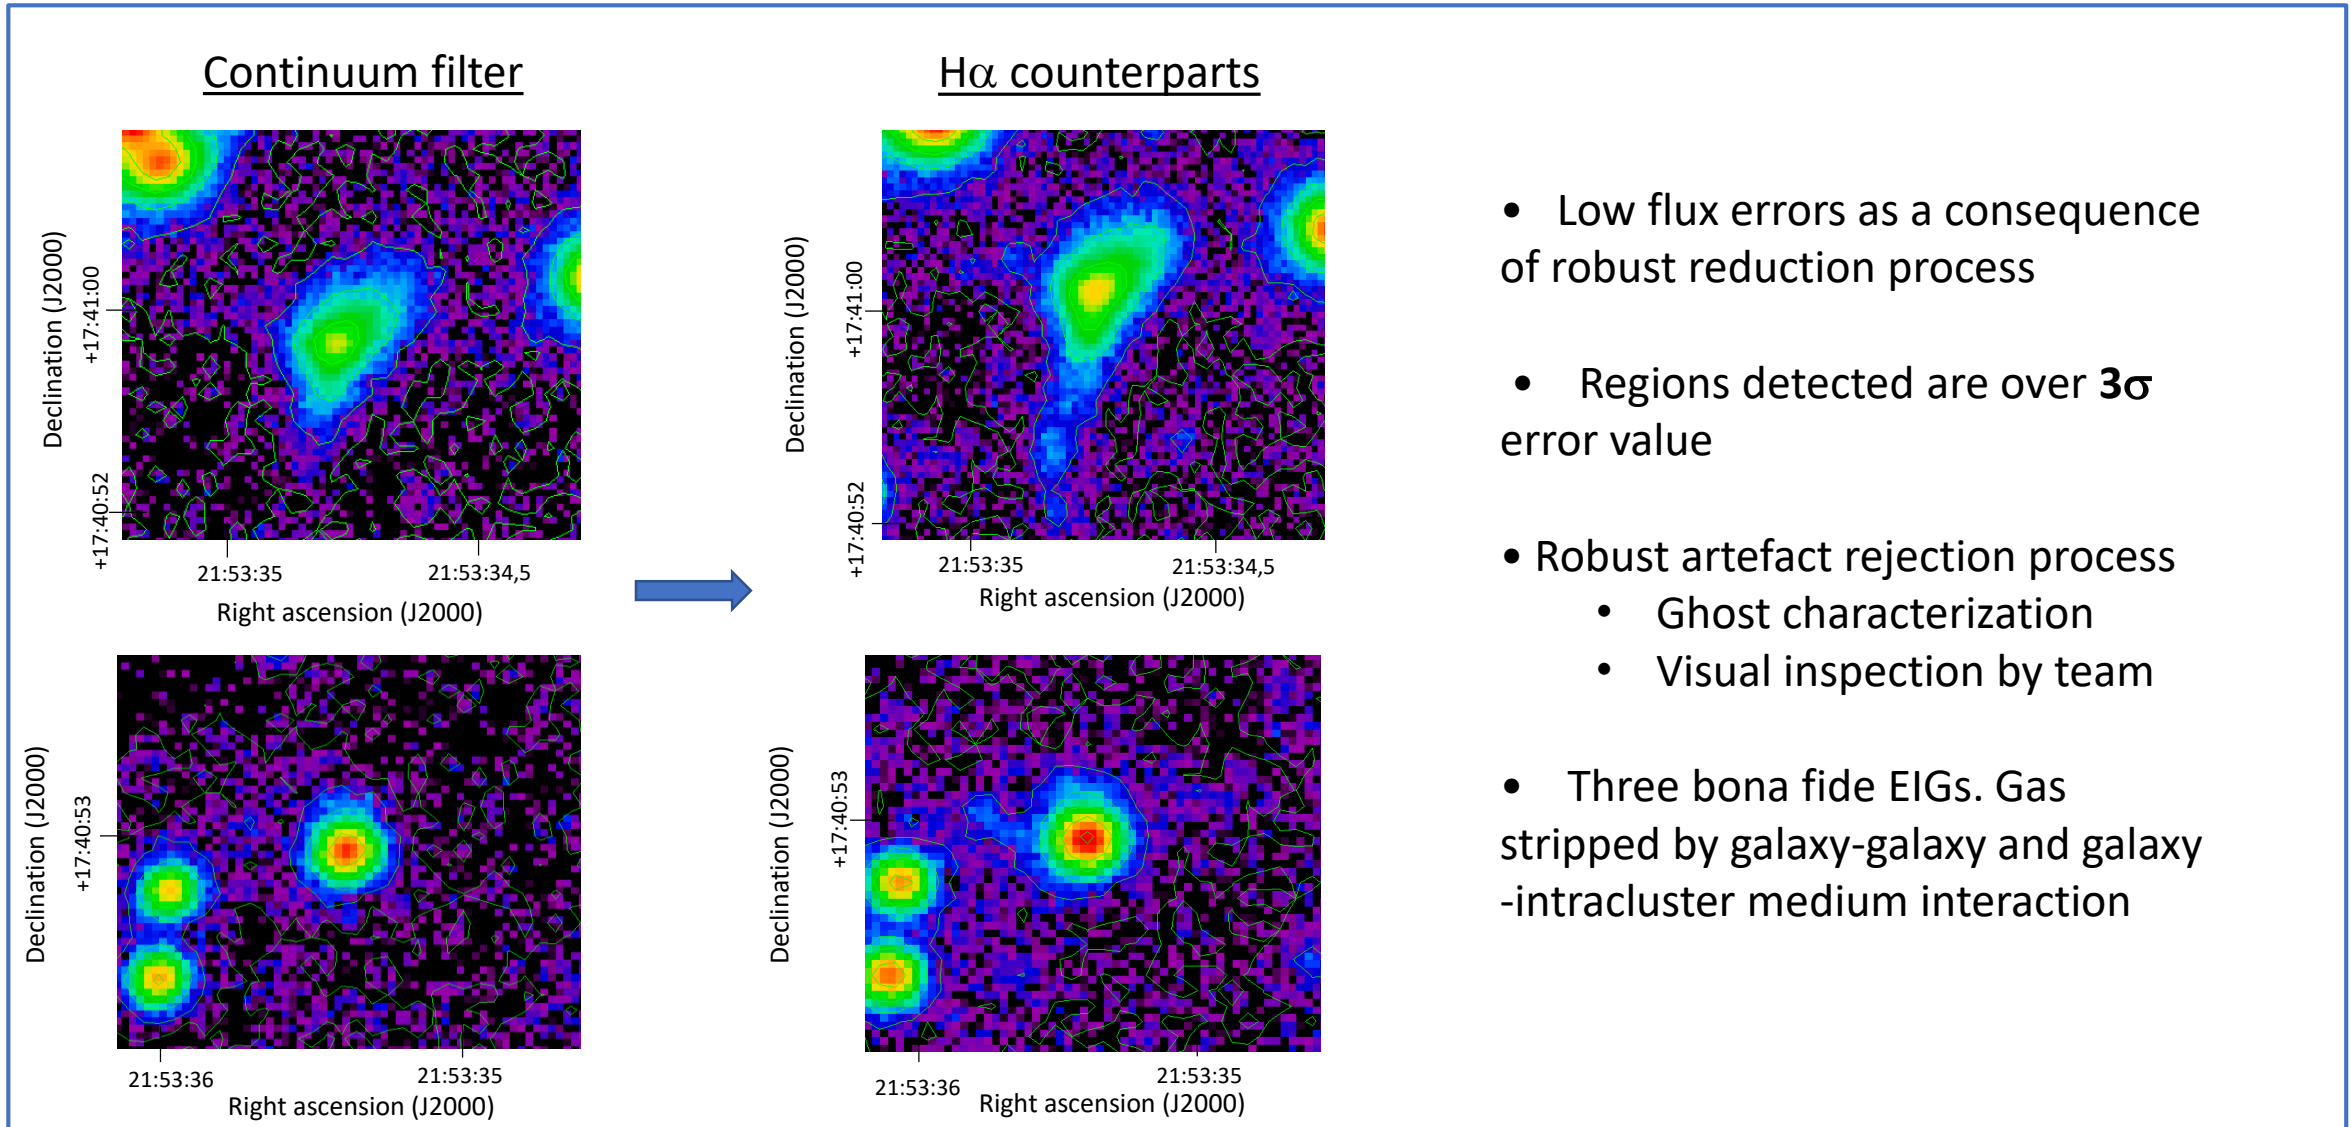 Continuum filter
Hα counterparts
Declination (J2000)
+17:41:00
+17:40:52
21:53:35
21:53:34,5
Right ascension (J2000)
Declination (J2000)
+17:41:00
+17:40:52
21:53:35
21:53:34,5
Right ascension (J2000)
Declination (J2000)
+17:40:53
21:53:36
21:53:35
Right ascension (J2000)
Declination (J2000)
+17:40:53
21:53:36
21:53:35
Right ascension (J2000)
• Low flux errors as a consequence
of robust reduction process
• Regions detected are over 3σ
error value
• Robust artefact rejection process
• Ghost characterization
• Visual inspection by team
• Three bona fide EIGs. Gas
stripped by galaxy-galaxy and galaxy
-intracluster medium interaction